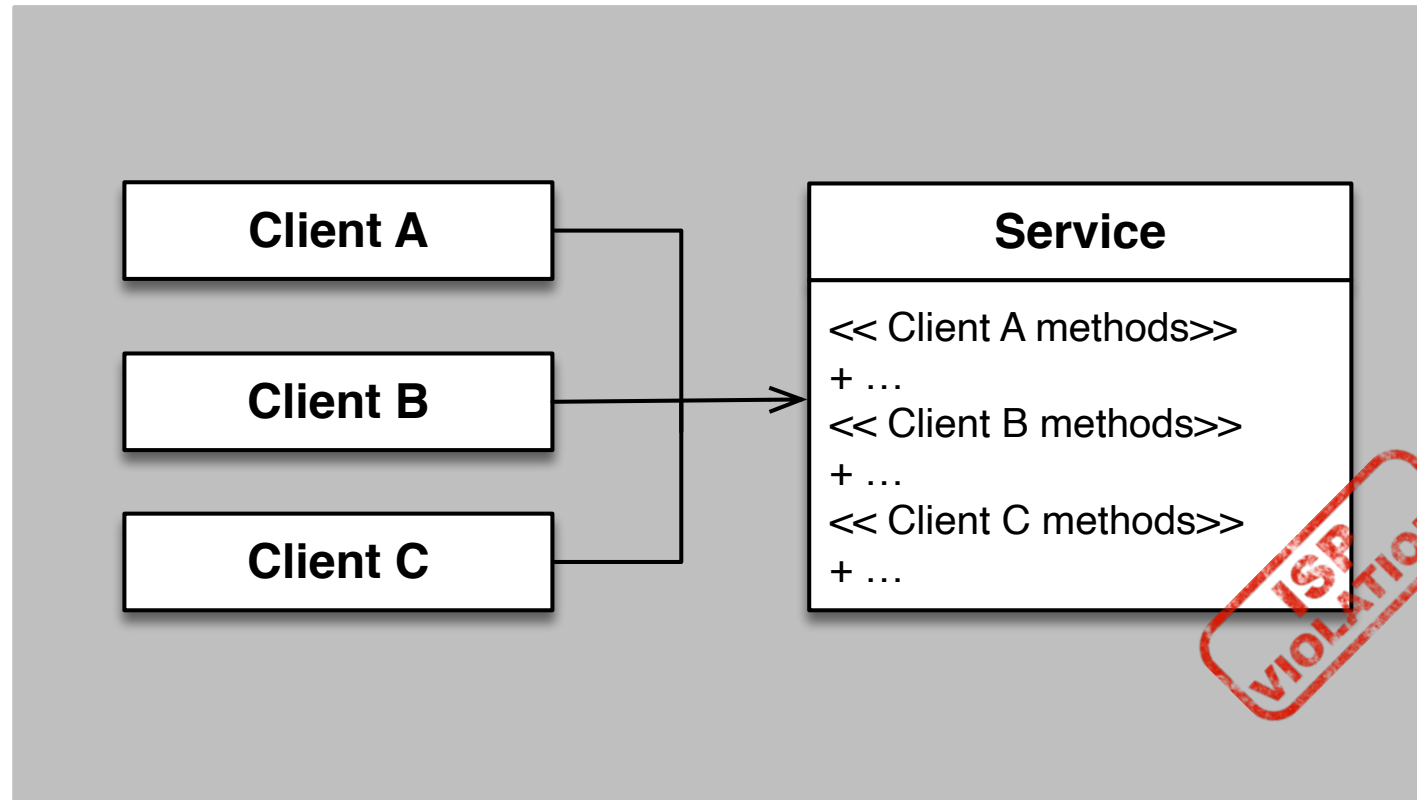 Client A
Client B
Client C
Service
<< Client A methods>>
+ …
<< Client B methods>>
+ …
<< Client C methods>>
+ …
ISP
VIOLATION